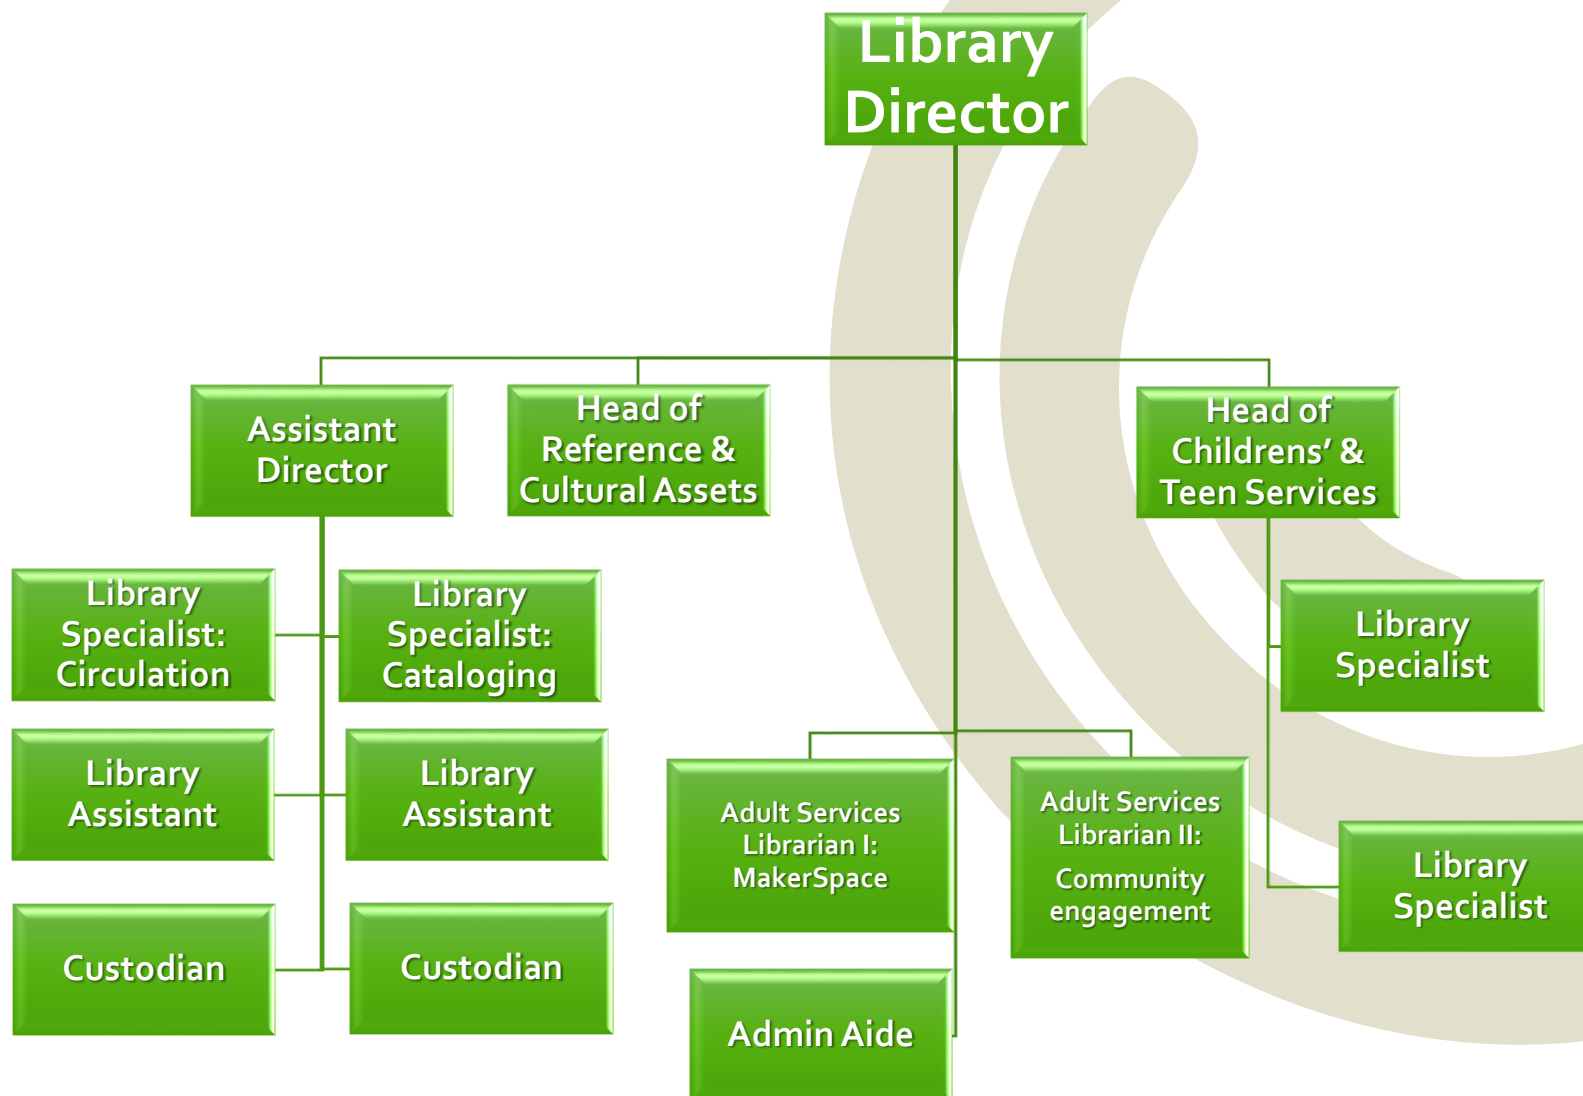 Library
Director
Assistant
Director
Head of
Reference &
Cultural Assets
Head of
Childrens’ &
Teen Services
Library
Specialist:
Circulation
Library
Specialist:
Cataloging
Library
Specialist
Library
Assistant
Library
Assistant
Adult Services
Librarian I:
MakerSpace
Adult Services
Librarian II:
Community
engagement
Library
Specialist
Custodian
Custodian
Admin Aide